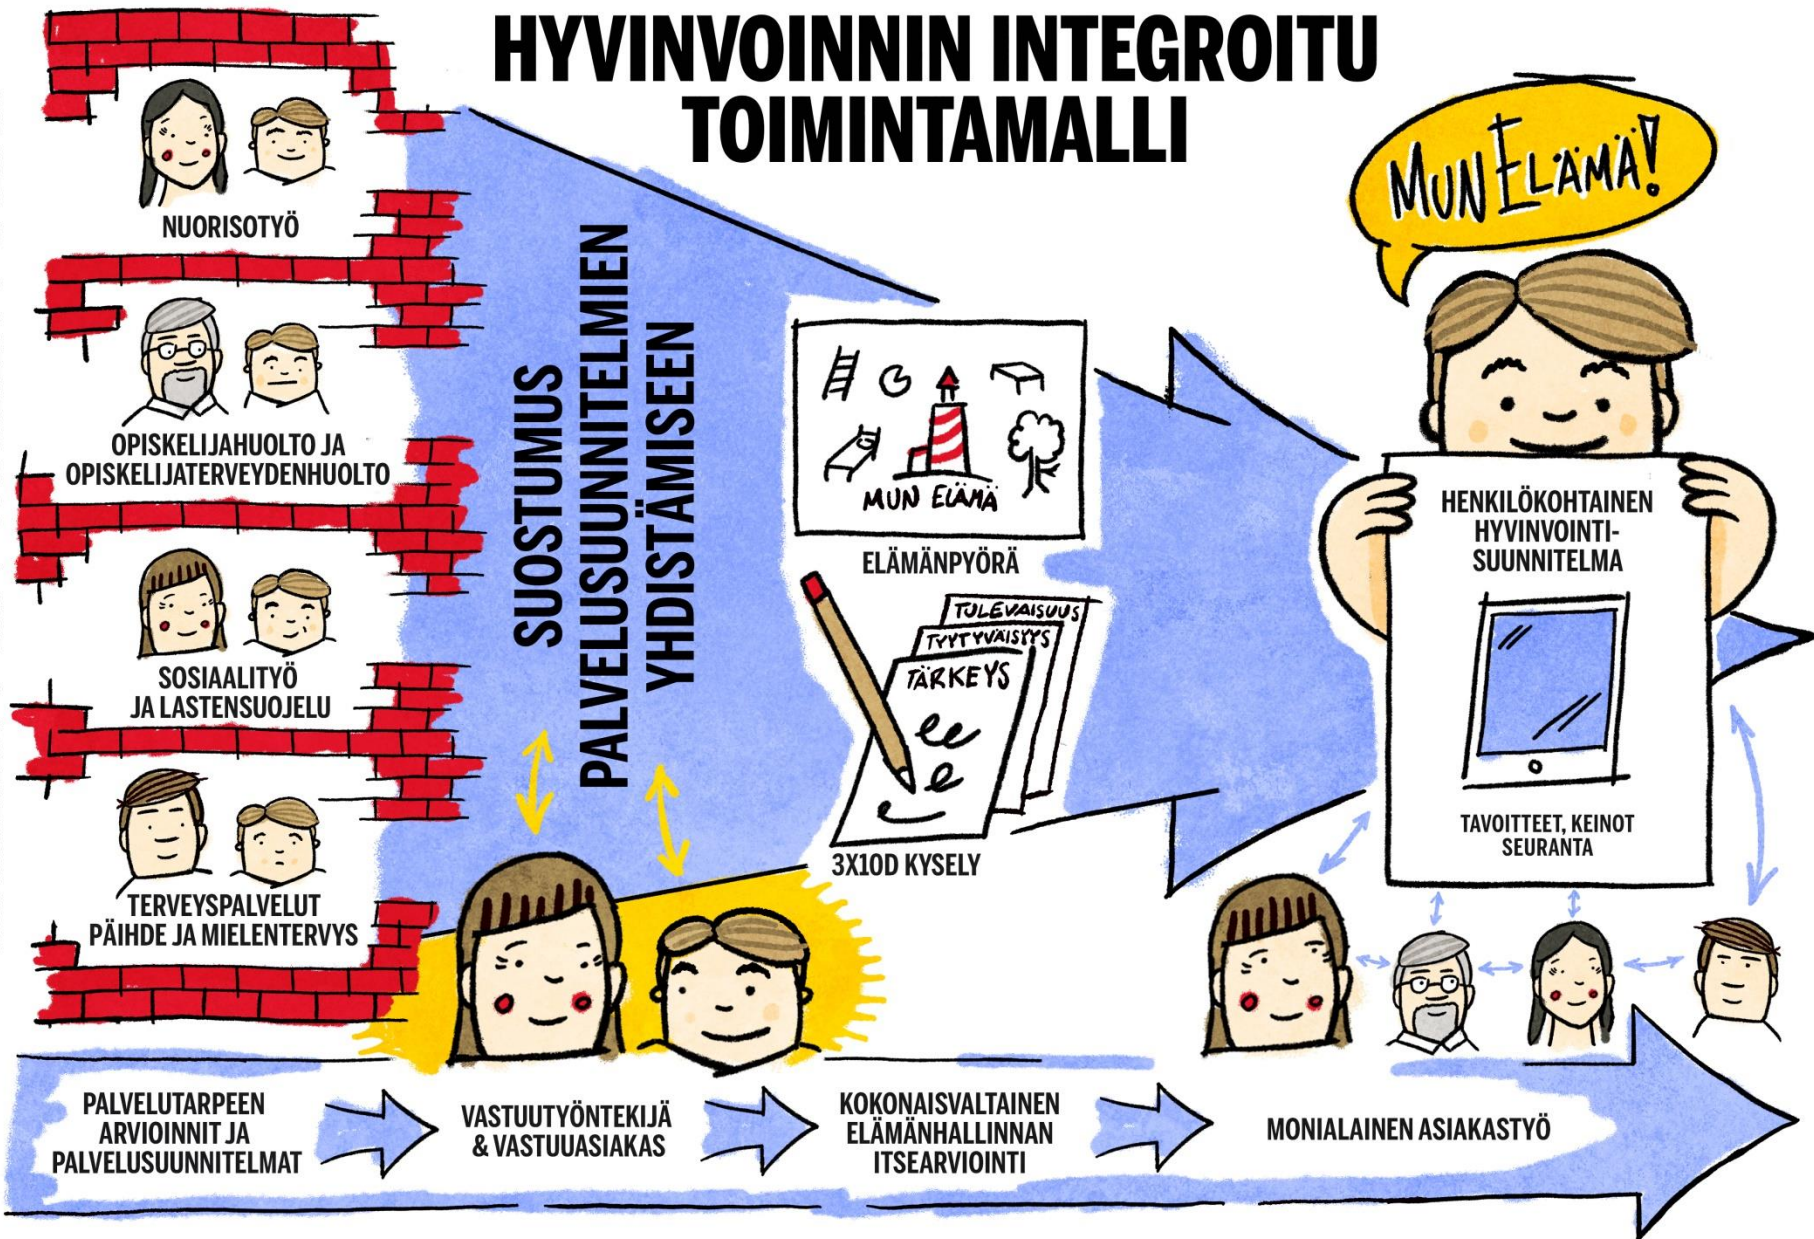 HYVINVOINNIN INTEGROITU
TOIMINTAMALLI
MUN ELÄMÄ!
NUORISOTYÖ
OPISKELIJAHUOLTO JA
OPISKELIJATERVEYDENHUOLTO
SOSIAALITYÖ
JA LASTENSUOJELU
TERVEYSPALVELUT
PÄIHDE JA MIELENTERVYS
SUOSTUMUS
PALVELUSUUNNITELMIEN
YHDISTÄMISEEN
MUN ELÄMÄ
ELÄMÄNPYÖRÄ
TULEVAISUUS
TYYTYVÄISYYS
TÄRKEYS
3X10D KYSELY
HENKILÖKOHTAINEN
HYVINVOINTI-
SUUNNITELMA
TAVOITTEET, KEINOT
SEURANTA
PALVELUTARPEEN
ARVIOINNIT JA
PALVELUSUUNNITELMAT
VASTUUTYÖNTEKIJÄ
& VASTUUASIAKAS
KOKONAISVALTAINEN
ELÄMÄNHALLINNAN
ITSEARVIOINTI
MONIALAINEN ASIAKASTYÖ